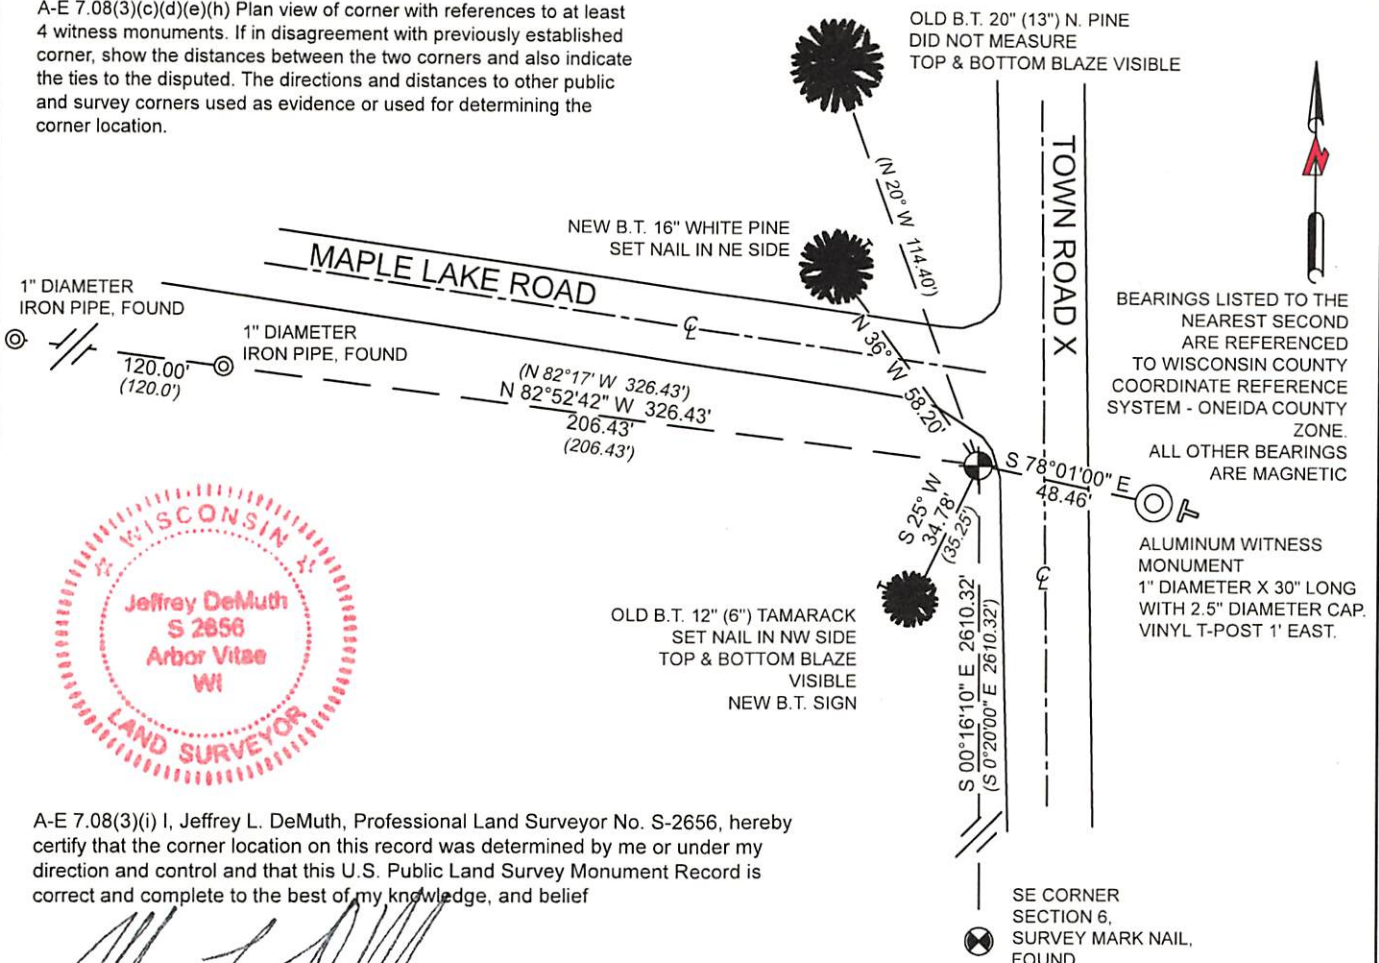 A-E 7.08(3)(c)(d)(e)(h) Plan view of corner with references to at least
4 witness monuments. If in disagreement with previously established
corner, show the distances between the two corners and also indicate
the ties to the disputed. The directions and distances to other public
and survey corners used as evidence or used for determining the
corner location.
OLD B.T. 20" (13") N. PINE
DID NOT MEASURE
TOP & BOTTOM BLAZE VISIBLE
(N 20° W 114.40')
TOWN ROAD X
NEW B.T. 16" WHITE PINE
SET NAIL IN NE SIDE
MAPLE LAKE ROAD
N 36° W 58.20'
1" DIAMETER
IRON PIPE, FOUND
1" DIAMETER
IRON PIPE, FOUND
120.00'
(120.0')
(N 82°17' W 326.43')
N 82°52'42" W 326.43'
206.43'
(206.43')
BEARINGS LISTED TO THE
NEAREST SECOND
ARE REFERENCED
TO WISCONSIN COUNTY
COORDINATE REFERENCE
SYSTEM - ONEIDA COUNTY
ZONE.
ALL OTHER BEARINGS
ARE MAGNETIC
S 78°01'00" E
48.46'
S 25° W
34.78'
(35.25')
ALUMINUM WITNESS
MONUMENT
1" DIAMETER X 30" LONG
WITH 2.5" DIAMETER CAP.
VINYL T-POST 1' EAST.
OLD B.T. 12" (6") TAMARACK
SET NAIL IN NW SIDE
TOP & BOTTOM BLAZE
VISIBLE
NEW B.T. SIGN
S 00°16'10" E 2610.32'
(S 0°20'00" E 2610.32')
WISCONSIN
Jeffrey DeMuth
S 2656
Arbor Vitae
WI
LAND SURVEYOR
A-E 7.08(3)(i) I, Jeffrey L. DeMuth, Professional Land Surveyor No. S-2656, hereby
certify that the corner location on this record was determined by me or under my
direction and control and that this U.S. Public Land Survey Monument Record is
correct and complete to the best of my knowledge, and belief
SE CORNER
SECTION 6,
SURVEY MARK NAIL,
FOUND